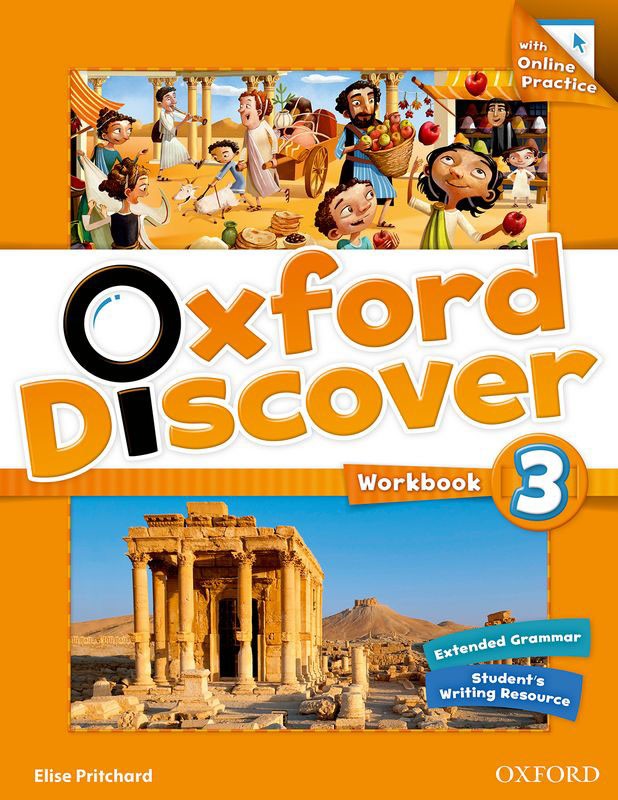 with
Online
Practice
Oxford
Discover
Workbook 3
Extended Grammar
Student's
Writing Resource
Elise Pritchard
OXFORD